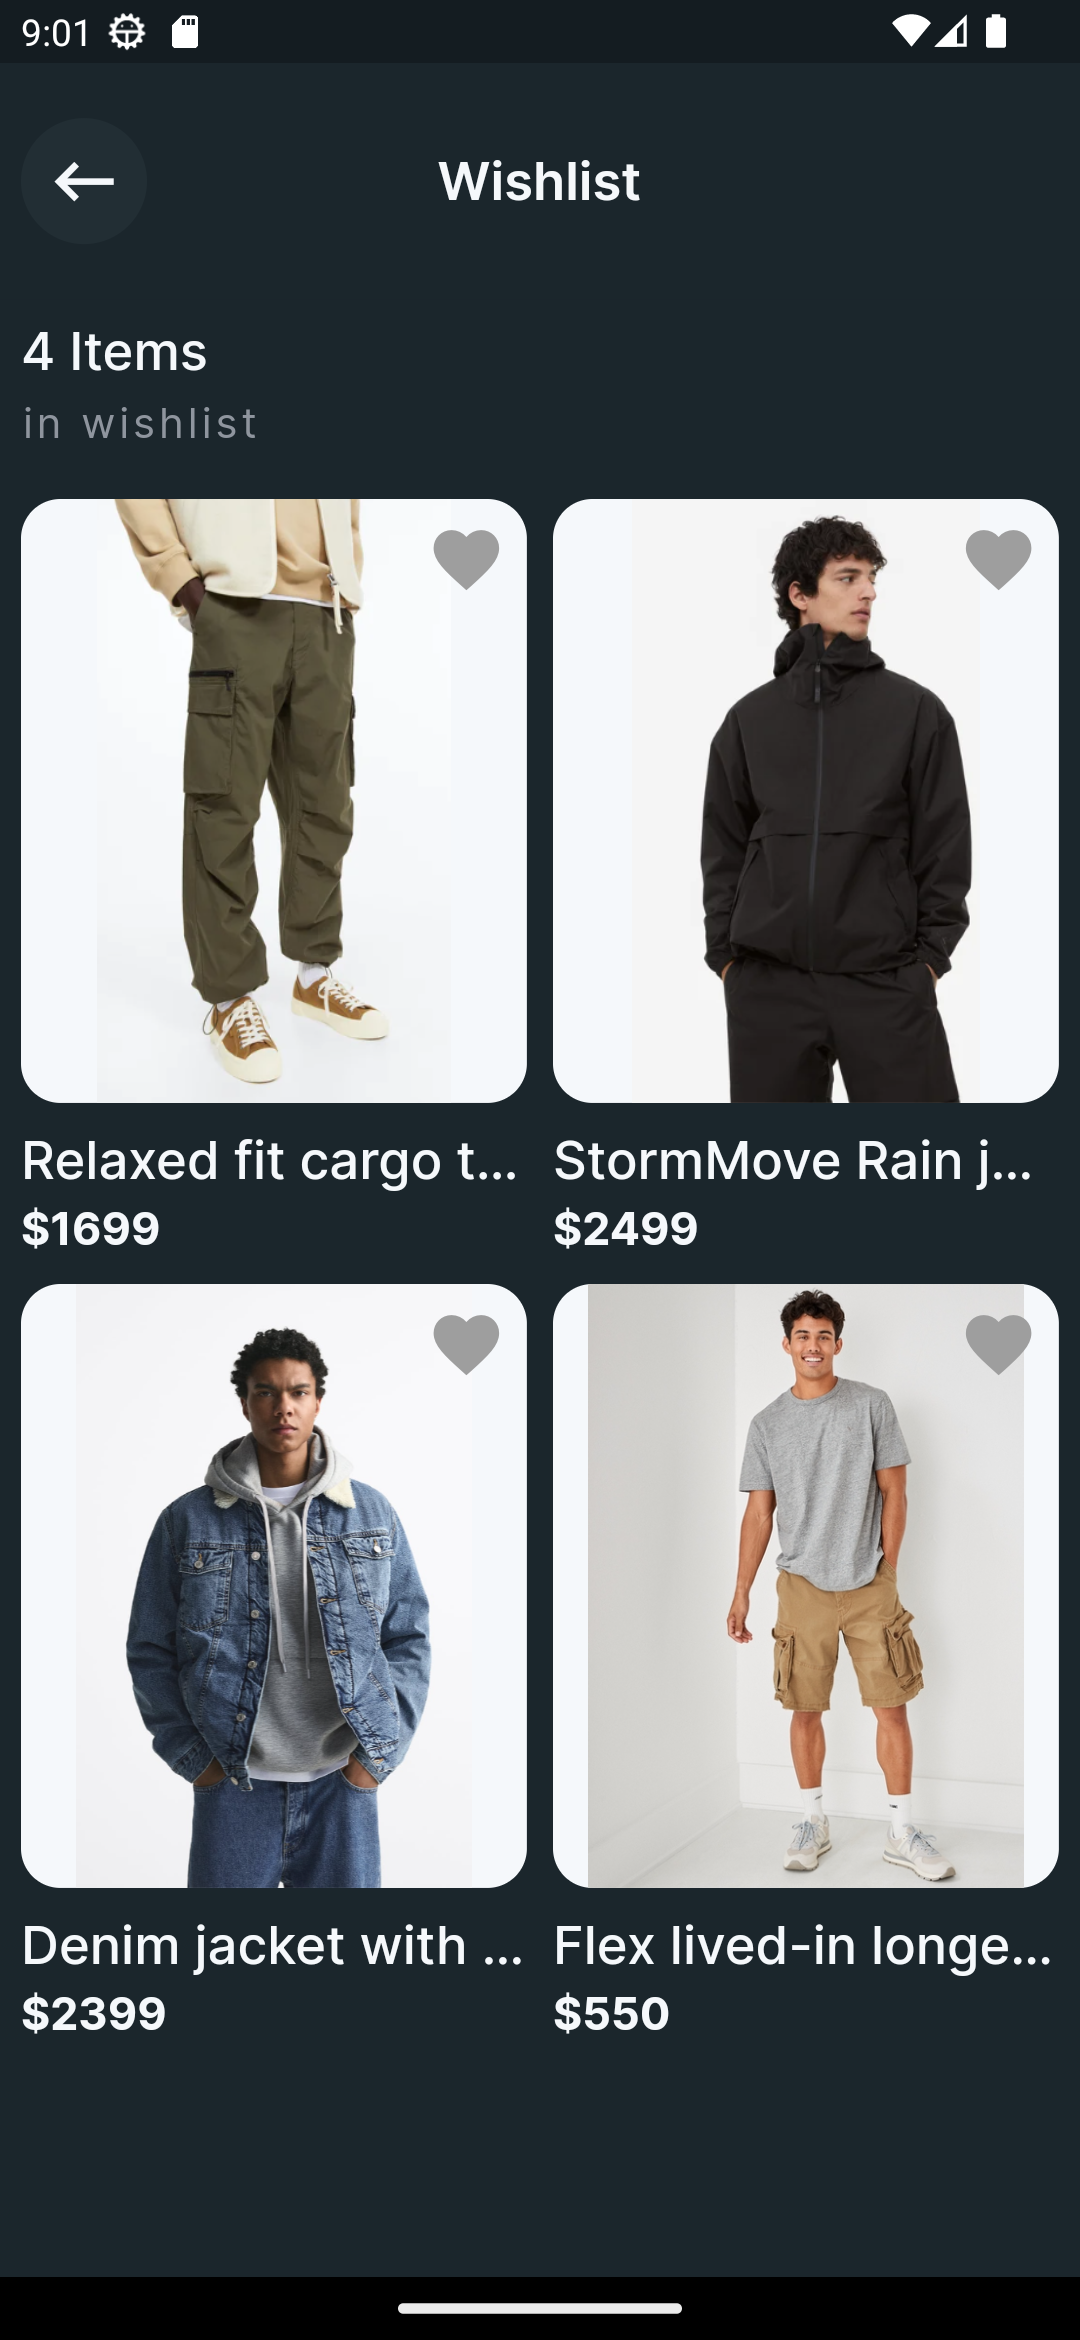 9:01
Wishlist
4 Items
in wishlist
Relaxed fit cargo t...
$1699
StormMove Rain j...
$2499
Denim jacket with ...
$2399
Flex lived-in longe...
$550